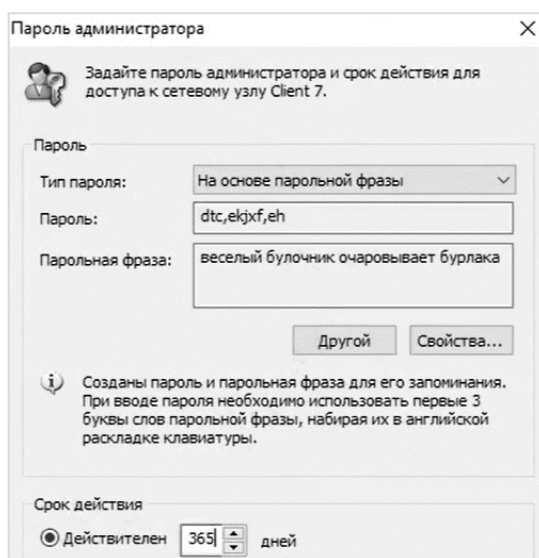 Пароль администратора
Задайте пароль администратора и срок действия для
доступа к сетевому узлу Client 7.
Пароль
Тип пароля: На основе парольной фразы
Пароль: dtc,ekjxf,eh
Парольная фраза: веселый булочник очаровывает бурлака
Другой Свойства...
Созданы пароль и парольная фраза для его запоминания.
При вводе пароля необходимо использовать первые 3
буквы слов парольной фразы, набирая их в английской
раскладке клавиатуры.
Срок действия
Действителен 365 дней